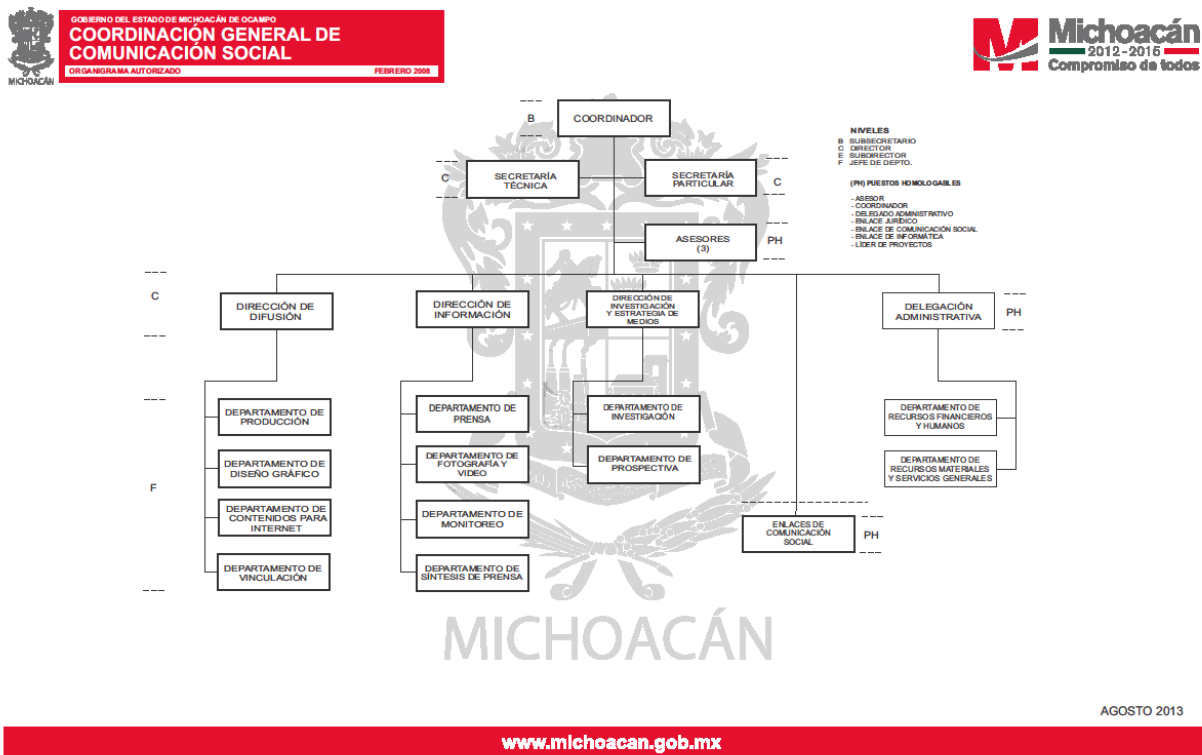 GOBIERNO DEL ESTADO DE MICHOACÁN DE OCAMPO
COORDINACIÓN GENERAL DE
COMUNICACIÓN SOCIAL
ORGANIGRAMA AUTORIZADO FEBRERO 2008
MICHOACÁN
Michoacán
2012-2015
Compromiso de todos
B
COORDINADOR
NIVELES
B SUBSECRETARIO
C DIRECTOR
E SUBDIRECTOR
F JEFE DE DEPTO.
(PH) PUESTOS HOMOLOGABLES
- ASESOR
- COORDINADOR
- DELEGADO ADMINISTRATIVO
- ENLACE JURÍDICO
- ENLACE DE COMUNICACIÓN SOCIAL
- ENLACE DE INFORMÁTICA
- LÍDER DE PROYECTOS
C
SECRETARÍA
TÉCNICA
SECRETARÍA
PARTICULAR
C
ASESORES
(3)
PH
C
DIRECCIÓN DE
DIFUSIÓN
DIRECCIÓN DE
INFORMACIÓN
DIRECCIÓN DE
INVESTIGACIÓN
Y ESTRATEGIA DE
MEDIOS
DELEGACIÓN
ADMINISTRATIVA
PH
F
DEPARTAMENTO DE
PRODUCCIÓN
DEPARTAMENTO DE
DISEÑO GRÁFICO
DEPARTAMENTO DE
CONTENIDOS PARA
INTERNET
DEPARTAMENTO DE
VINCULACIÓN
DEPARTAMENTO DE
PRENSA
DEPARTAMENTO DE
FOTOGRAFÍA Y
VIDEO
DEPARTAMENTO DE
MONITOREO
DEPARTAMENTO DE
SÍNTESIS DE PRENSA
DEPARTAMENTO DE
INVESTIGACIÓN
DEPARTAMENTO DE
PROSPECTIVA
ENLACES DE
COMUNICACIÓN
SOCIAL
PH
DEPARTAMENTO DE
RECURSOS FINANCIEROS
Y HUMANOS
DEPARTAMENTO DE
RECURSOS MATERIALES
Y SERVICIOS GENERALES
MICHOACÁN
AGOSTO 2013
www.michoacan.gob.mx